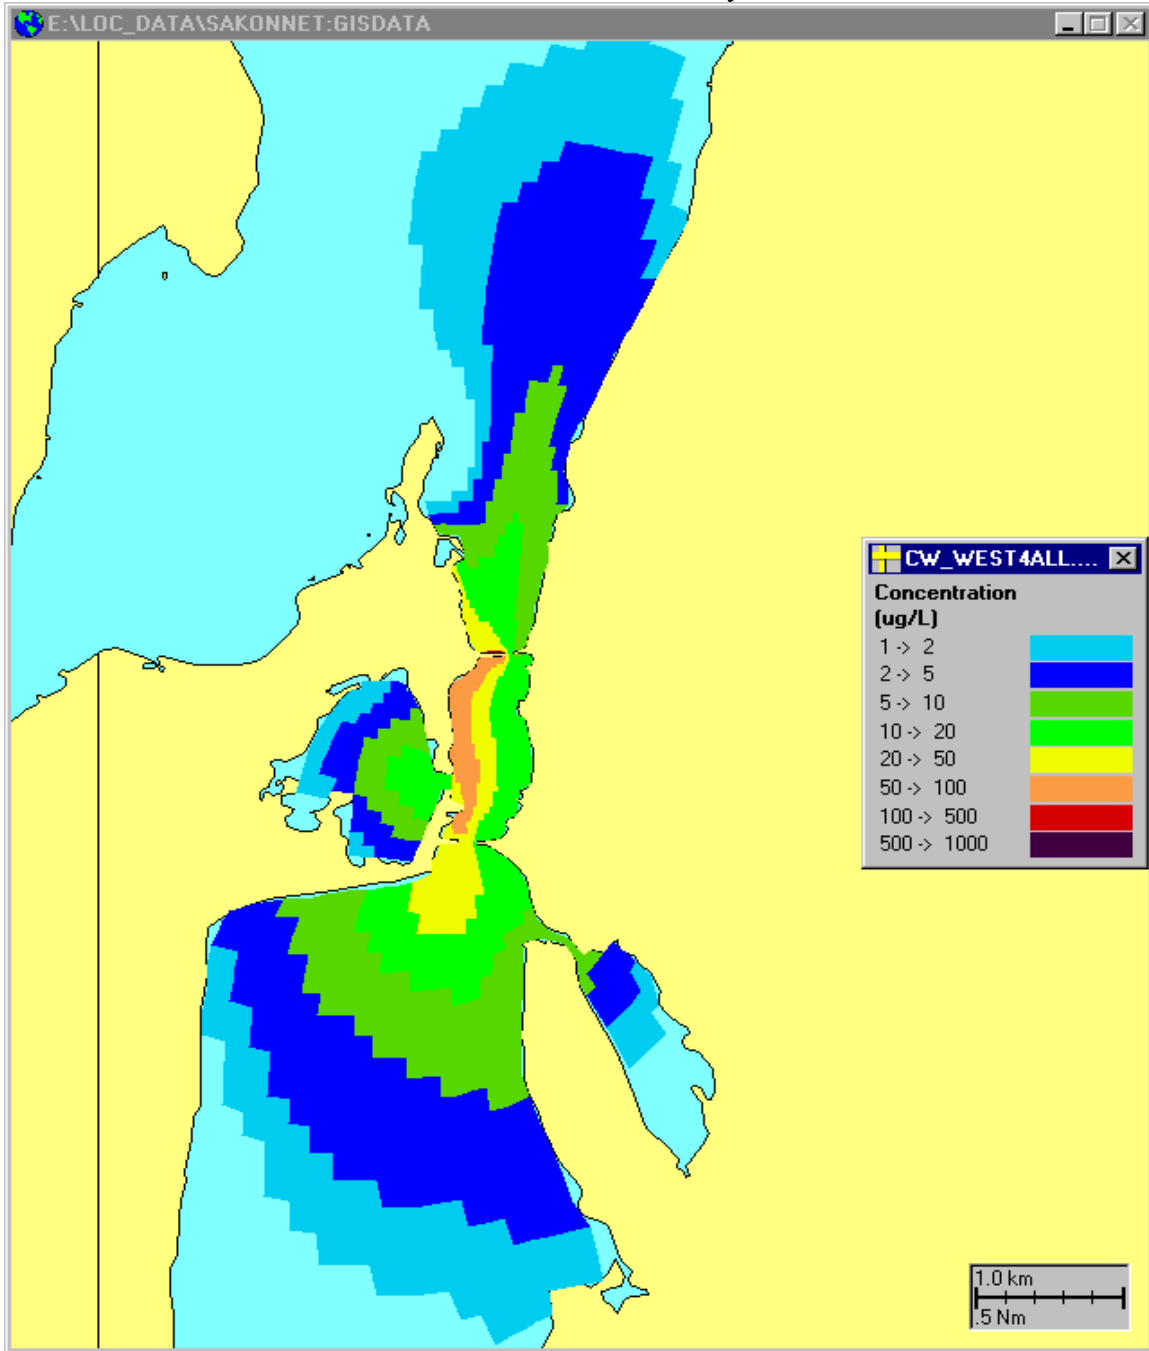 E:\LOC_DATA\SAKONNET:GISDATA
CW_WEST4ALL....
Concentration
(ug/L)
1 -> 2
2 -> 5
5 -> 10
10 -> 20
20 -> 50
50 -> 100
100 -> 500
500 -> 1000
1.0 km
.5 Nm